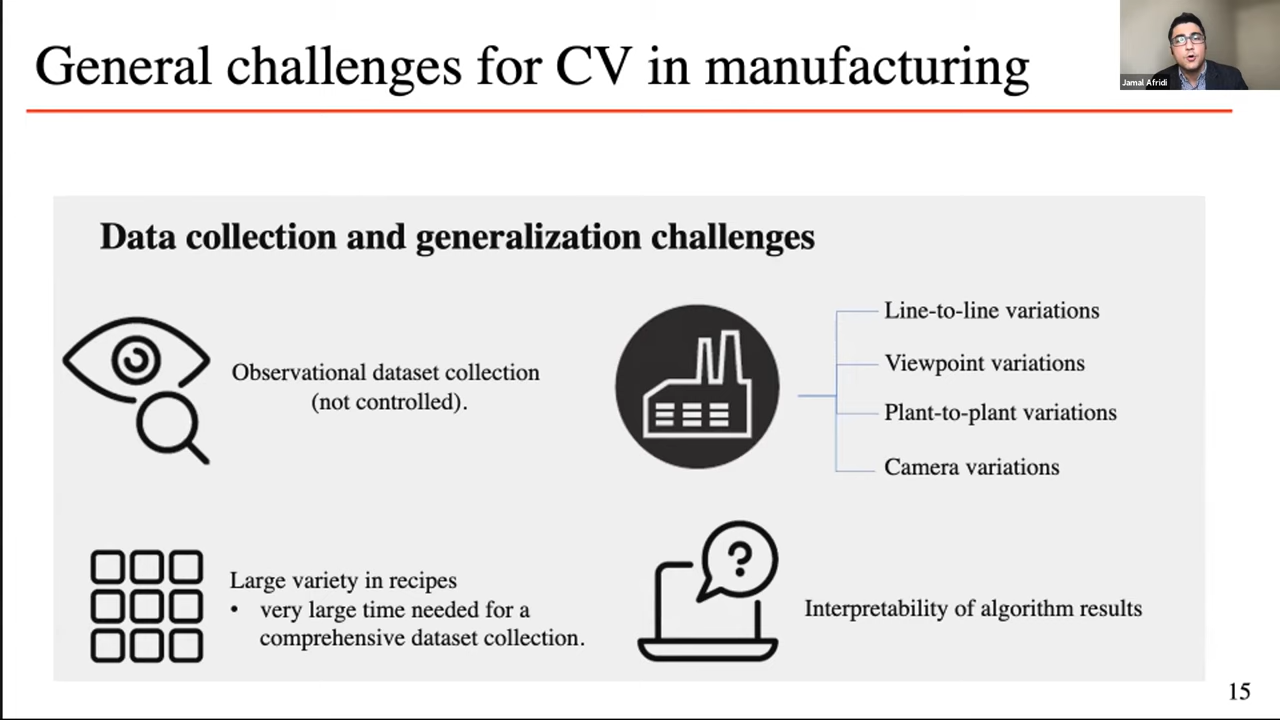 General challenges for CV in manufacturing
Jamal Afridi
Data collection and generalization challenges
Observational dataset collection
(not controlled).
Line-to-line variations
Viewpoint variations
Plant-to-plant variations
Camera variations
Large variety in recipes
• very large time needed for a
comprehensive dataset collection.
?
Interpretability of algorithm results
15